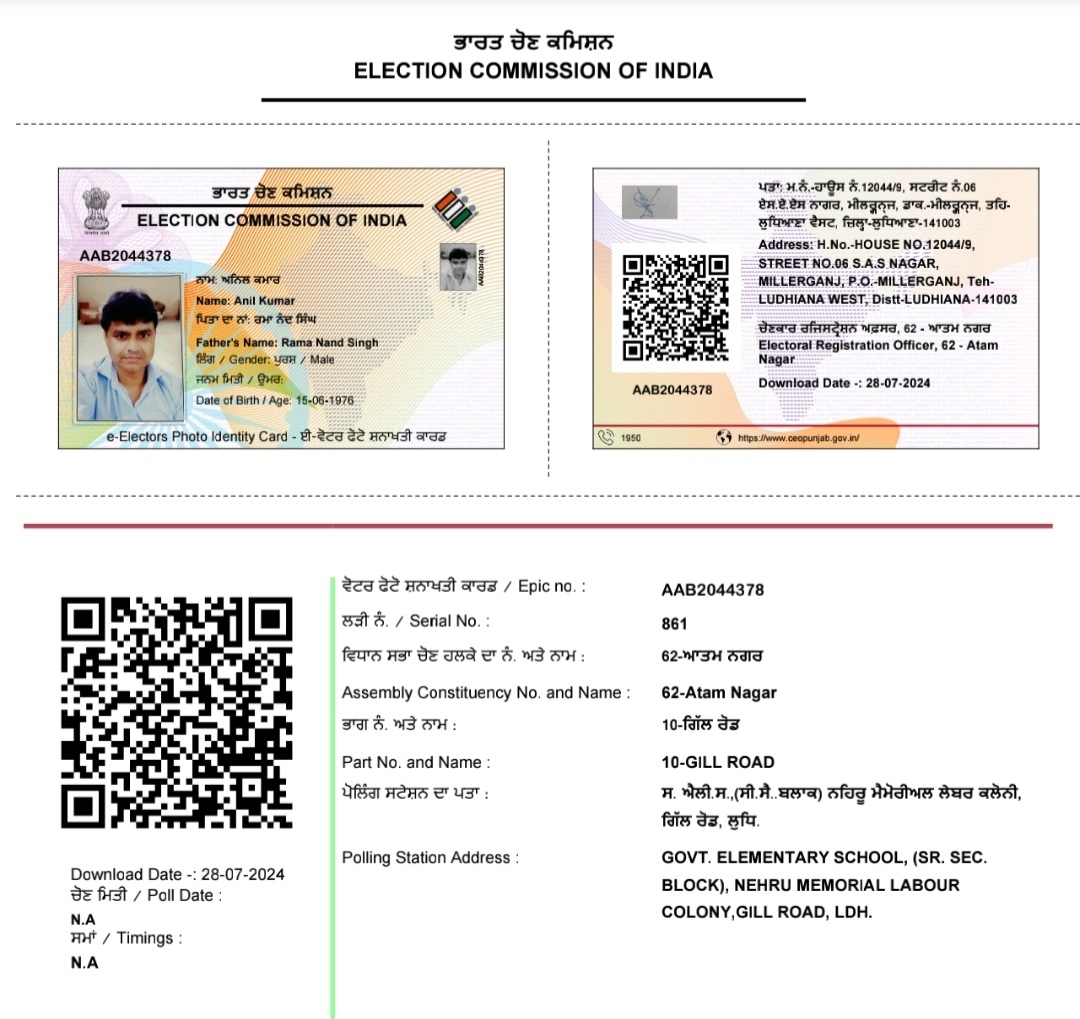 ਭਾਰਤ ਚੋਣ ਕਮਿਸ਼ਨ
ELECTION COMMISSION OF INDIA
ਭਾਰਤ ਚੋਣ ਕਮਿਸ਼ਨ
ELECTION COMMISSION OF INDIA
AAB2044378
ਨਾਮ: ਅਨਿਲ ਕਮਾਰ
Name: Anil Kumar
ਪਿਤਾ ਦਾ ਨਾਂ: ਰਮਾ ਨੰਦ ਸਿੰਘ
Father's Name: Rama Nand Singh
ਲਿੰਗ / Gender: ਪੁਰਸ਼ / Male
ਜਨਮ ਮਿਤੀ / ਉਮਰ:
Date of Birth / Age: 15-06-1976
AAB2044378
e-Electors Photo Identity Card - ਈ-ਵੋਟਰ ਫੋਟੋ ਸ਼ਨਾਖਤੀ ਕਾਰਡ
ਪਤਾ: ਮ.ਨੰ.-ਹਾਊਸ ਨੰ.12044/9, ਸਟਰੀਟ ਨੰ.06
ਏਸ.ਏ.ਏਸ ਨਾਗਰ, ਤਹਿ-
ਲੁਧਿਆਣਾ ਵੈਸਟ, ਜ਼ਿਲ੍ਹਾ-ਲੁਧਿਆਣਾ-141003
Address: H.No.-HOUSE NO.12044/9,
STREET NO.06 S.A.S NAGAR,
MILLERGANJ, P.O.-MILLERGANJ, Teh-
LUDHIANA WEST, Distt-LUDHIANA-141003
ਚੋਣਕਾਰ ਰਜਿਸਟ੍ਰੇਸ਼ਨ ਅਫ਼ਸਰ, 62 - ਆਤਮ ਨਗਰ
Electoral Registration Officer, 62 - Atam
Nagar
Download Date -: 28-07-2024
AAB2044378
1950
https://www.ceopunjab.gov.in/
ਵੋਟਰ ਫੋਟੋ ਸ਼ਨਾਖਤੀ ਕਾਰਡ / Epic no. : AAB2044378
ਲੜੀ ਨੰ. / Serial No. : 861
ਵਿਧਾਨ ਸਭਾ ਚੋਣ ਹਲਕੇ ਦਾ ਨੰ. ਅਤੇ ਨਾਮ : 62-ਆਤਮ ਨਗਰ
Assembly Constituency No. and Name : 62-Atam Nagar
ਭਾਗ ਨੰ. ਅਤੇ ਨਾਮ : 10-ਗਿੱਲ ਰੋਡ
Part No. and Name : 10-GILL ROAD
ਪੋਲਿੰਗ ਸਟੇਸ਼ਨ ਦਾ ਪਤਾ : ਸ. ਐਲੀ.ਸ.,(ਸੀ.ਸੈ..ਬਲਾਕ) ਨਹਿਰੂ ਮੈਮੋਰੀਅਲ ਲੇਬਰ ਕਲੋਨੀ,
ਗਿੱਲ ਰੋਡ, ਲੁਧਿ.
Polling Station Address : GOVT. ELEMENTARY SCHOOL, (SR. SEC.
BLOCK), NEHRU MEMORIAL LABOUR
COLONY,GILL ROAD, LDH.
Download Date -: 28-07-2024
ਚੋਣ ਮਿਤੀ / Poll Date :
N.A
ਸਮਾਂ / Timings :
N.A